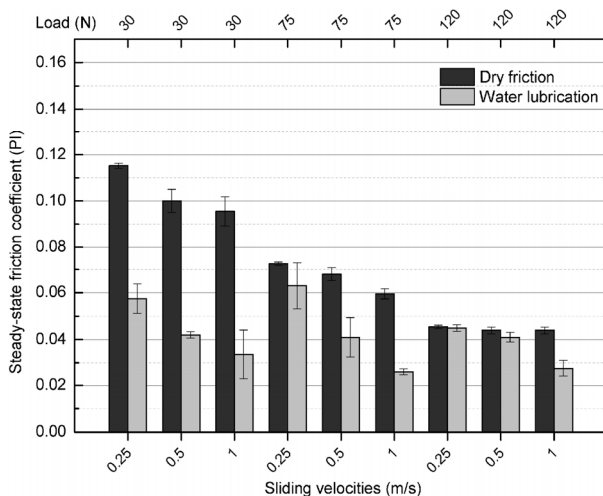 Load (N) 30 30 30 75 75 75 120 120 120
Dry friction
Water lubrication
Steady-state friction coefficient (PI)
0.16
0.14
0.12
0.10
0.08
0.06
0.04
0.02
0.00
0.25 0.5 1 0.25 0.5 1 0.25 0.5 1
Sliding velocities (m/s)